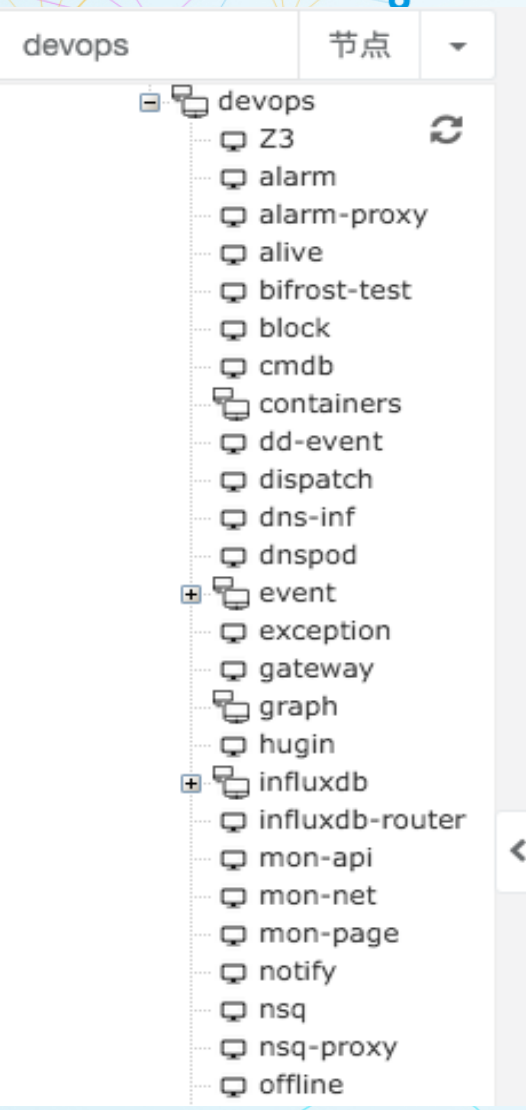 devops 节点
devops
Z3
alarm
alarm-proxy
alive
bifrost-test
block
cmdb
containers
dd-event
dispatch
dns-inf
dnspod
event
exception
gateway
graph
hugin
influxdb
influxdb-router
mon-api
mon-net
mon-page
notify
nsq
nsq-proxy
offline